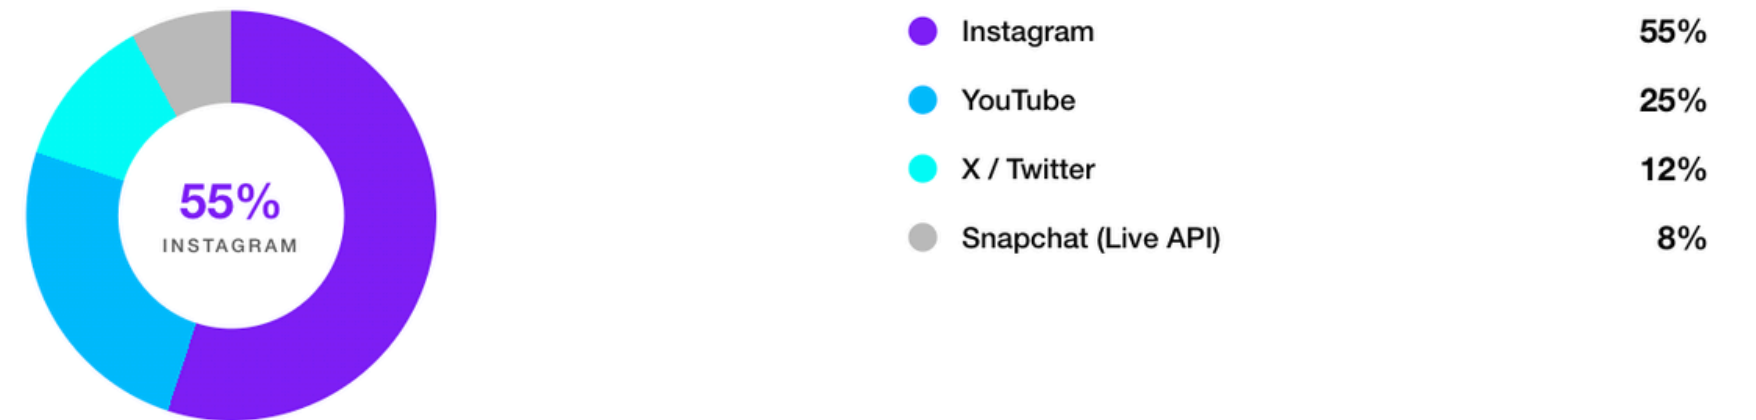 55%
INSTAGRAM
Instagram 55%
YouTube 25%
X / Twitter 12%
Snapchat (Live API) 8%